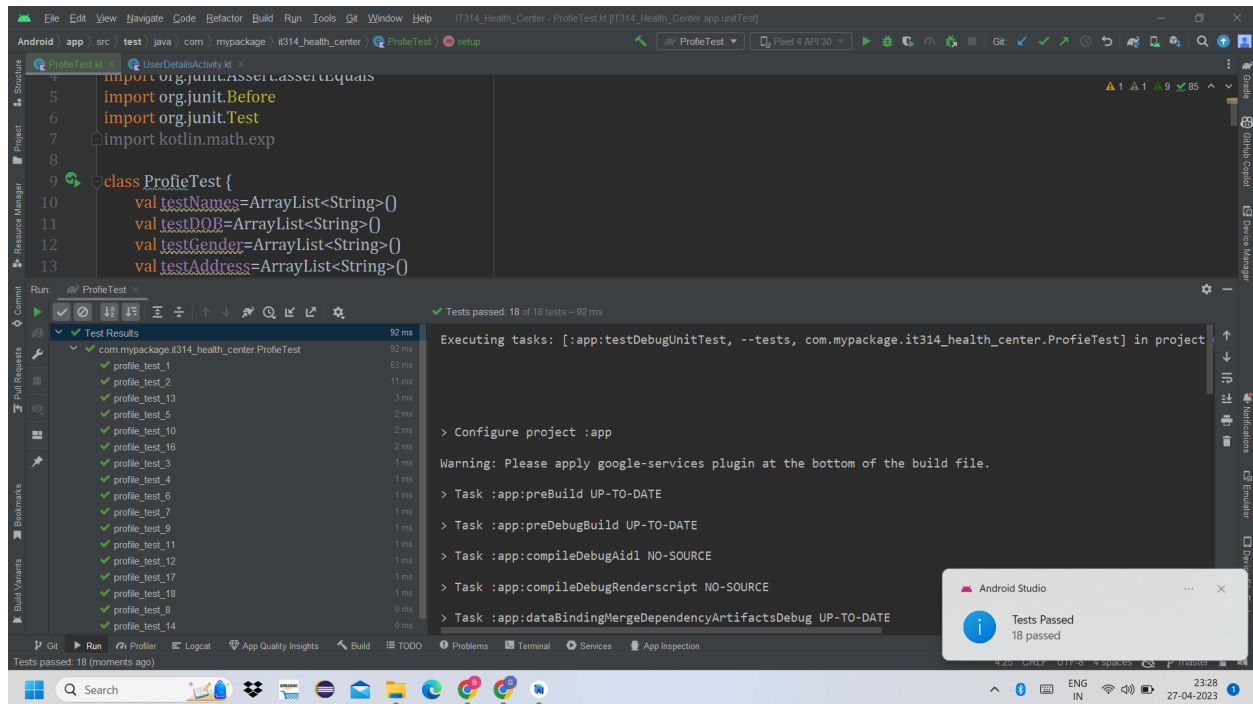 File Edit View Navigate Code Refactor Build Run Tools Git Window Help IT314_Health_Center - ProfieTest.kt [IT314_Health_Center.app.unitTest]
Android app src test java com mypackage it314_health_center ProfieTest setup ProfieTest Pixel 4 API 30 Git:
ProfieTest.kt UserDetailsActivity.kt
4 import org.junit.Assert.assertEquals
1 1 9 85
5 import org.junit.Before
6 import org.junit.Test
7 import kotlin.math.exp
8
9 class ProfieTest {
10 val testNames=ArrayList<String>()
11 val testDOB=ArrayList<String>()
12 val testGender=ArrayList<String>()
13 val testAddress=ArrayList<String>()
Structure
Project
Resource Manager
Commit
Pull Requests
Bookmarks
Build Variants
Gradle
GitHub Copilot
Device Manager
Notifications
Emulator
Run: ProfieTest
Tests passed: 18 of 18 tests – 92 ms
Test Results 92 ms
com.mypackage.it314_health_center.ProfieTest 92 ms
profile_test_1 63 ms
profile_test_2 11 ms
profile_test_13 3 ms
profile_test_5 2 ms
profile_test_10 2 ms
profile_test_16 2 ms
profile_test_3 1 ms
profile_test_4 1 ms
profile_test_6 1 ms
profile_test_7 1 ms
profile_test_9 1 ms
profile_test_11 1 ms
profile_test_12 1 ms
profile_test_17 1 ms
profile_test_18 1 ms
profile_test_8 0 ms
profile_test_14 0 ms
Executing tasks: [:app:testDebugUnitTest, --tests, com.mypackage.it314_health_center.ProfieTest] in project
> Configure project :app
Warning: Please apply google-services plugin at the bottom of the build file.
> Task :app:preBuild UP-TO-DATE
> Task :app:preDebugBuild UP-TO-DATE
> Task :app:compileDebugAidl NO-SOURCE
> Task :app:compileDebugRenderscript NO-SOURCE
> Task :app:dataBindingMergeDependencyArtifactsDebug UP-TO-DATE
Android Studio
Tests Passed
18 passed
Git Run Profiler Logcat App Quality Insights Build TODO Problems Terminal Services App Inspection
Tests passed: 18 (moments ago) 4:25 CRLF UTF-8 4 spaces master
Search
ENG
IN
23:28
27-04-2023
1